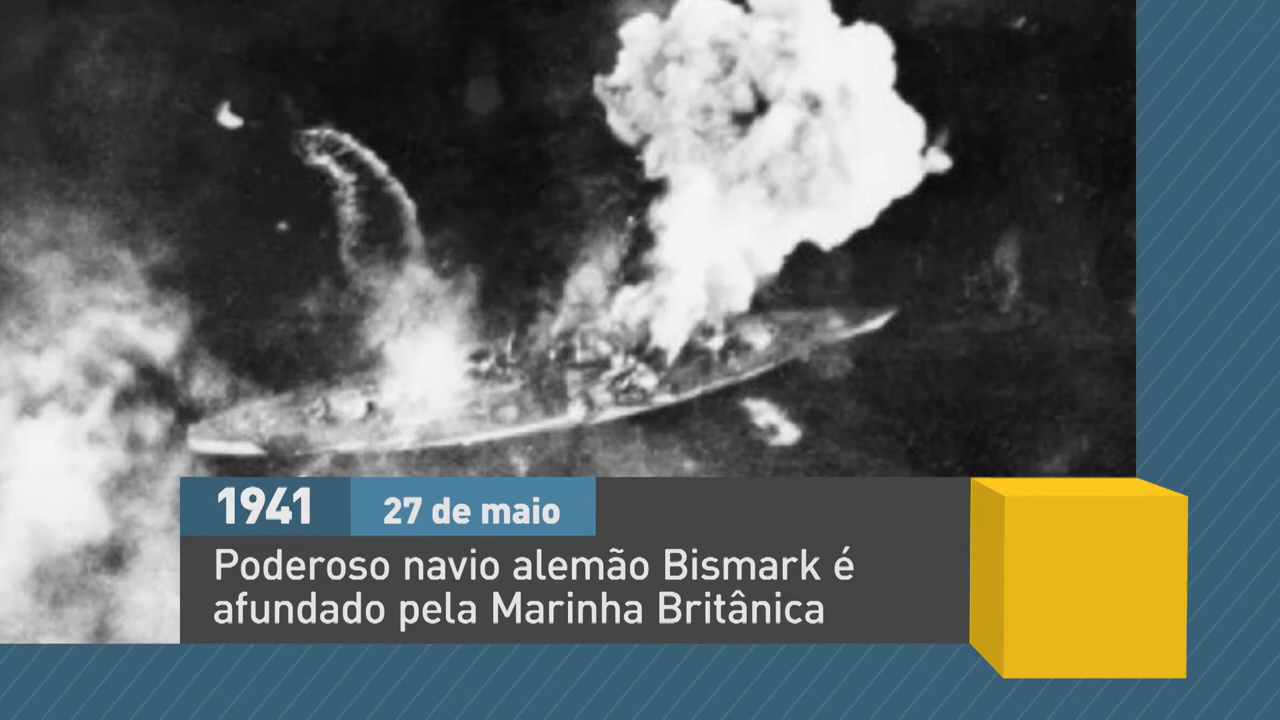 1941
27 de maio
Poderoso navio alemão Bismark é
afundado pela Marinha Britânica